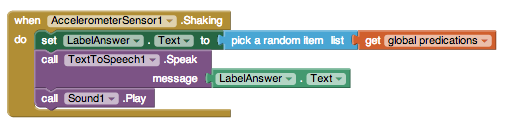 when AccelerometerSensor1 .Shaking
do set LabelAnswer . Text to pick a random item list get global predications
call TextToSpeech1 .Speak
message LabelAnswer . Text
call Sound1 .Play